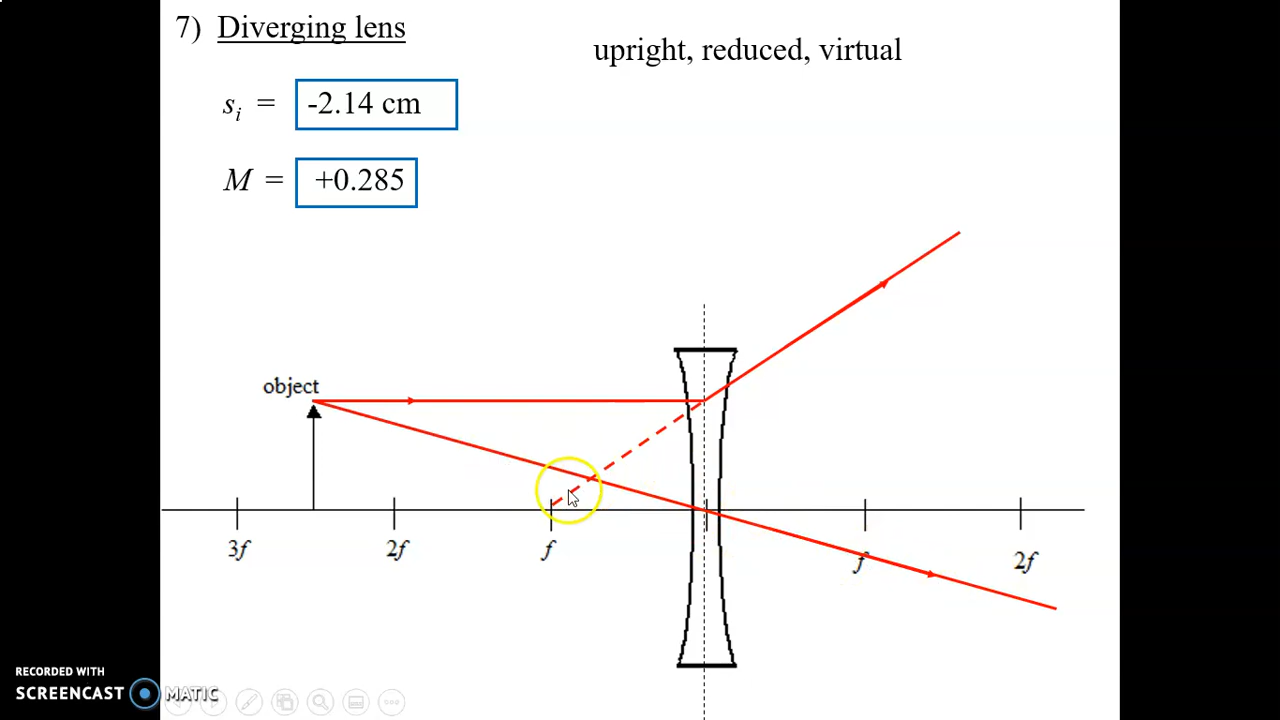 7) Diverging lens
upright, reduced, virtual
si = -2.14 cm
M = +0.285
object
3f 2f f f 2f
RECORDED WITH
SCREENCAST MATIC